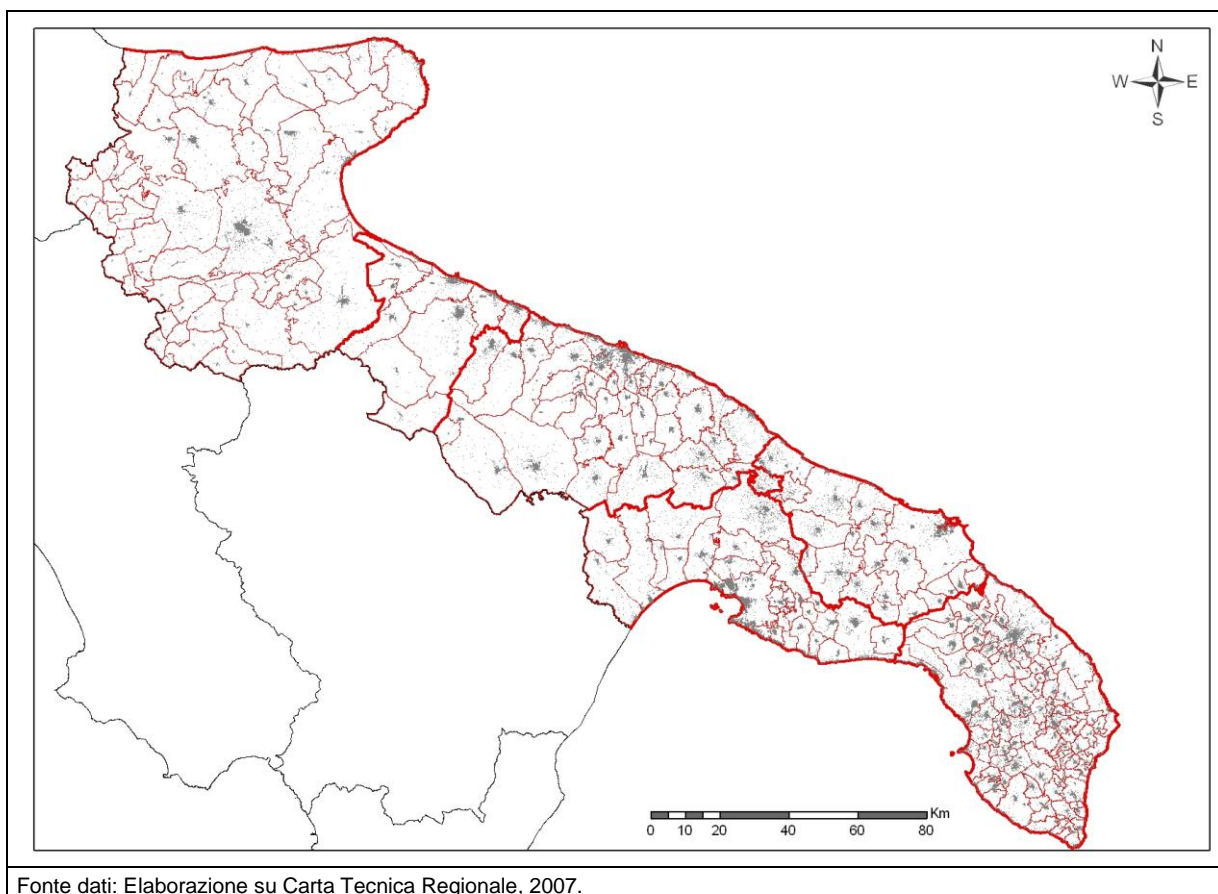 N
W E
S
Km
0 10 20 40 60 80
Fonte dati: Elaborazione su Carta Tecnica Regionale, 2007.